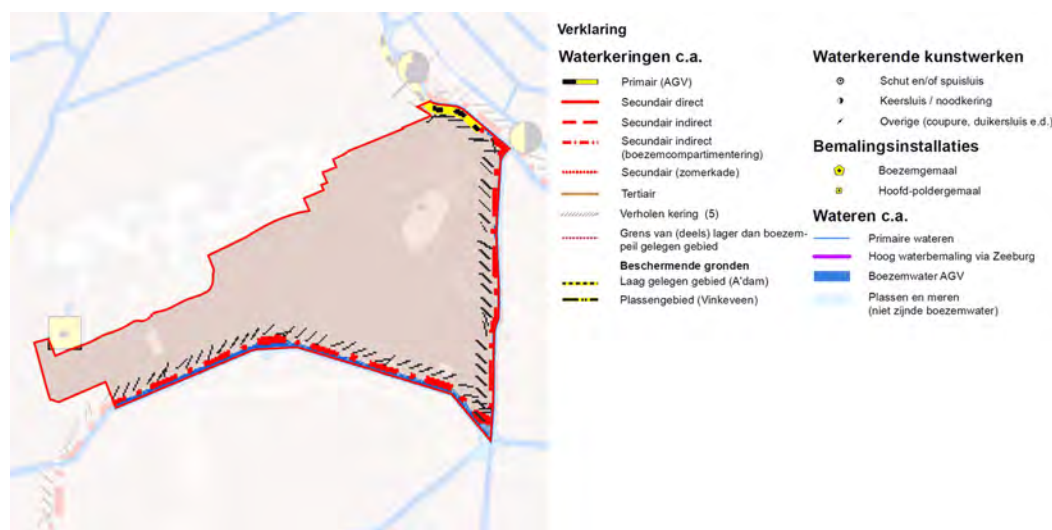 Verklaring
Waterkeringen c.a.
Primair (AGV)
Secundair direct
Secundair indirect
Secundair indirect
(boezemcompartimentering)
Secundair (zomerkade)
Tertiair
Verholen kering (5)
Grens van (deels) lager dan boezem-
peil gelegen gebied
Beschermende gronden
Laag gelegen gebied (A'dam)
Plassengebied (Vinkeveen)
Waterkerende kunstwerken
Schut en/of spuisluis
Keersluis / noodkering
Overige (coupure, duikersluis e.d.)
Bemalingsinstallaties
Boezemgemaal
Hoofd-poldergemaal
Wateren c.a.
Primaire wateren
Hoog waterbemaling via Zeeburg
Boezemwater AGV
Plassen en meren
(niet zijnde boezemwater)